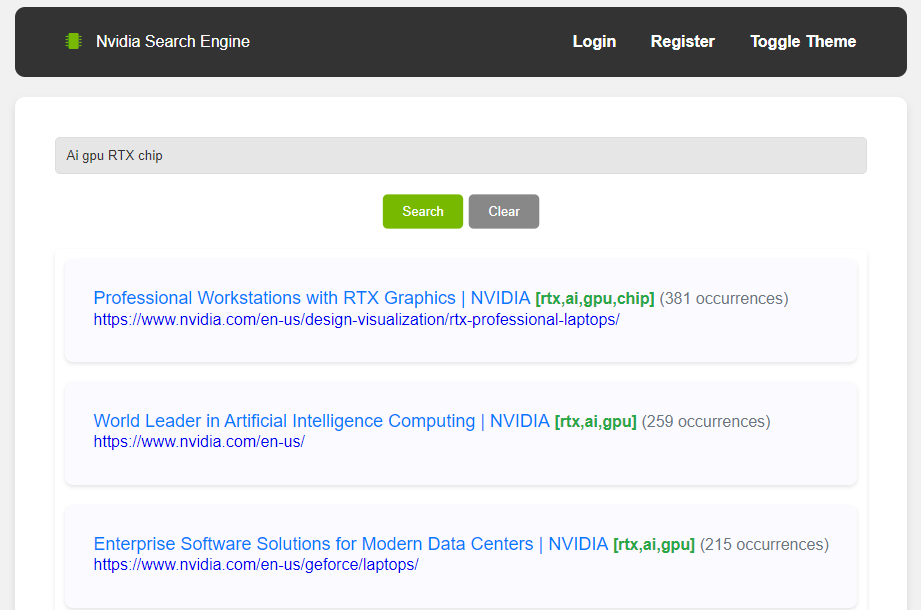 Nvidia Search Engine Login Register Toggle Theme
Ai gpu RTX chip
Search Clear
Professional Workstations with RTX Graphics | NVIDIA [rtx,ai,gpu,chip] (381 occurrences)
https://www.nvidia.com/en-us/design-visualization/rtx-professional-laptops/
World Leader in Artificial Intelligence Computing | NVIDIA [rtx,ai,gpu] (259 occurrences)
https://www.nvidia.com/en-us/
Enterprise Software Solutions for Modern Data Centers | NVIDIA [rtx,ai,gpu] (215 occurrences)
https://www.nvidia.com/en-us/geforce/laptops/